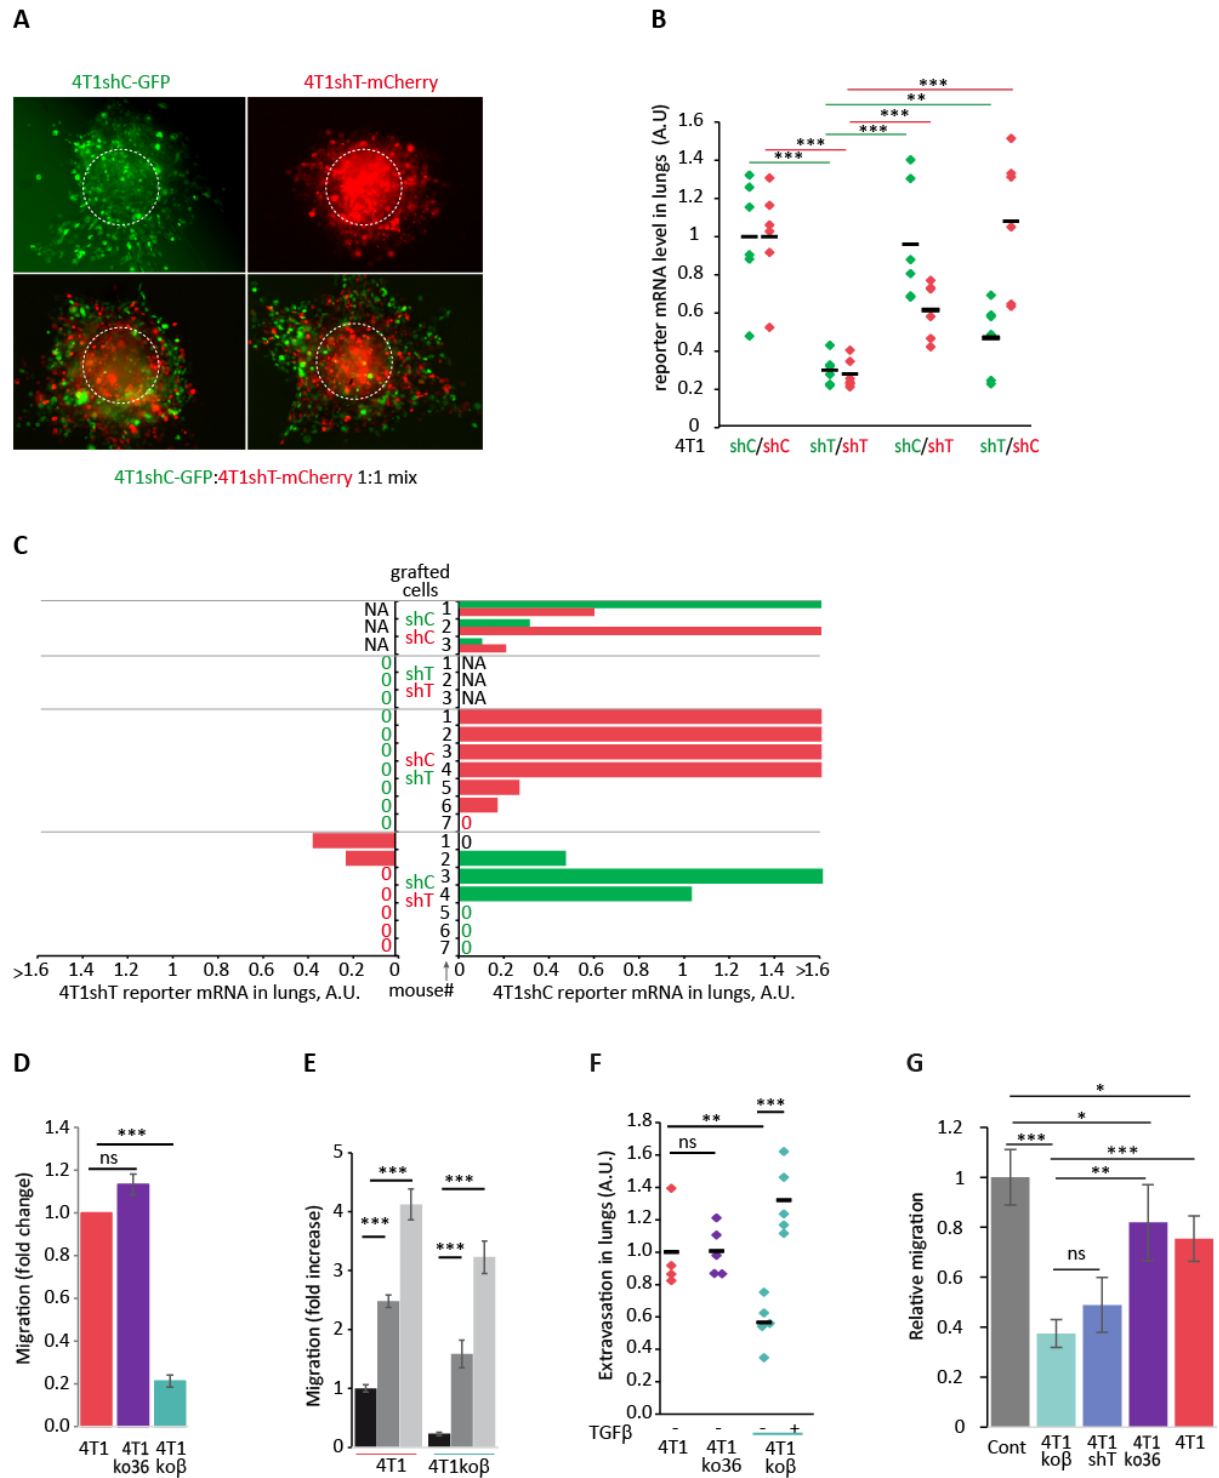 A
4T1shC-GFP
4T1shT-mCherry
4T1shC-GFP:4T1shT-mCherry 1:1 mix
B
reporter mRNA level in lungs (A.U)
1.6
1.4
1.2
1
0.8
0.6
0.4
0.2
0
***
***
***
***
**
***
4T1 shC/shC shT/shT shC/shT shT/shC
C
grafted
cells
NA shC 1
NA shC 2
NA 3
0 shT 1 NA
0 shT 2 NA
0 3 NA
0 1
0 2
0 shC 3
0 shT 4
0 5
0 6
0 7 0
1 0
2
0 shC 3
0 shT 4
0 5 0
0 6 0
0 7 0
>1.6 1.4 1.2 1 0.8 0.6 0.4 0.2 0
0 0.2 0.4 0.6 0.8 1 1.2 1.4 >1.6
4T1shT reporter mRNA in lungs, A.U.
mouse#
4T1shC reporter mRNA in lungs, A.U.
D
Migration (fold change)
1.4
1.2
1.0
0.8
0.6
0.4
0.2
0.0
***
ns
4T1
4T1 ko36
4T1 koβ
E
Migration (fold increase)
5
4
3
2
1
0
***
***
***
***
4T1
4T1koβ
F
Extravasation in lungs (A.U.)
1.8
1.6
1.4
1.2
1.0
0.8
0.6
0.4
0.2
0.0
***
**
ns
TGFβ - - - +
4T1
4T1 ko36
4T1 koβ
G
Relative migration
1.2
1
0.8
0.6
0.4
0.2
0
*
*
***
***
**
ns
Cont
4T1 koβ
4T1 shT
4T1 ko36
4T1